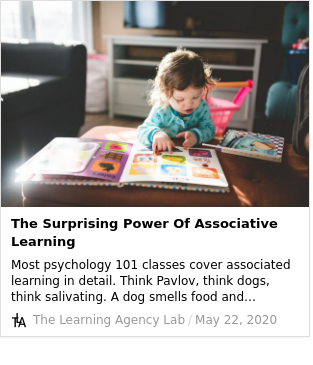 The Surprising Power Of Associative
Learning
Most psychology 101 classes cover associated
learning in detail. Think Pavlov, think dogs,
think salivating. A dog smells food and…
TLA The Learning Agency Lab / May 22, 2020